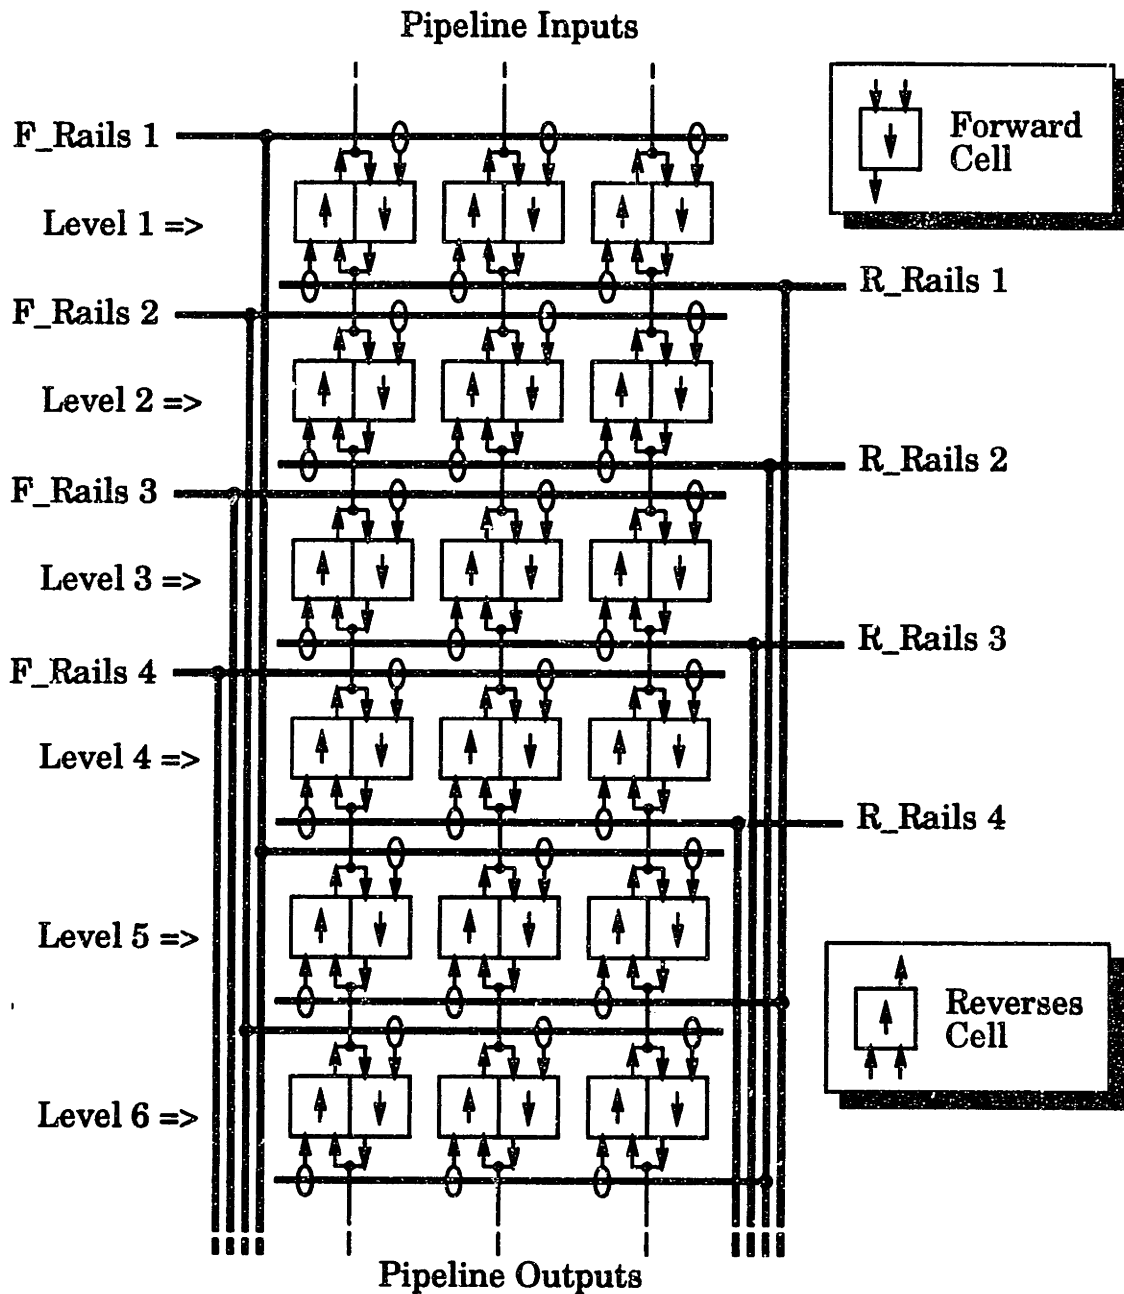 Pipeline Inputs
F_Rails 1
Forward
Cell
Level 1 =>
R_Rails 1
F_Rails 2
Level 2 =>
R_Rails 2
F_Rails 3
Level 3 =>
R_Rails 3
F_Rails 4
Level 4 =>
R_Rails 4
Level 5 =>
Reverses
Cell
Level 6 =>
Pipeline Outputs